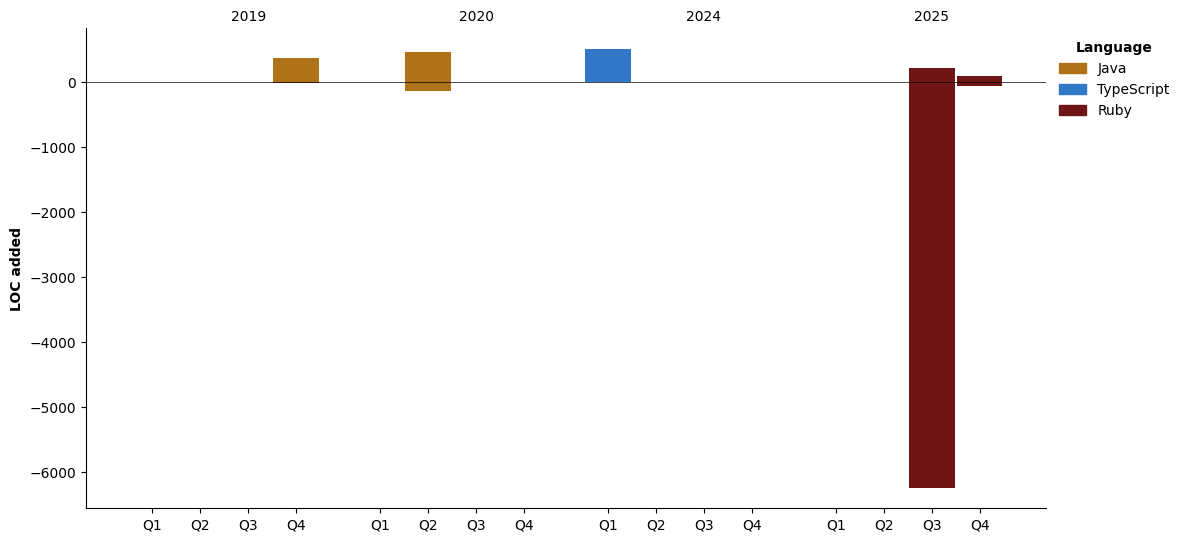 2019 2020 2024 2025
Language
Java
TypeScript
Ruby
LOC added
0
−1000
−2000
−3000
−4000
−5000
−6000
Q1 Q2 Q3 Q4 Q1 Q2 Q3 Q4 Q1 Q2 Q3 Q4 Q1 Q2 Q3 Q4